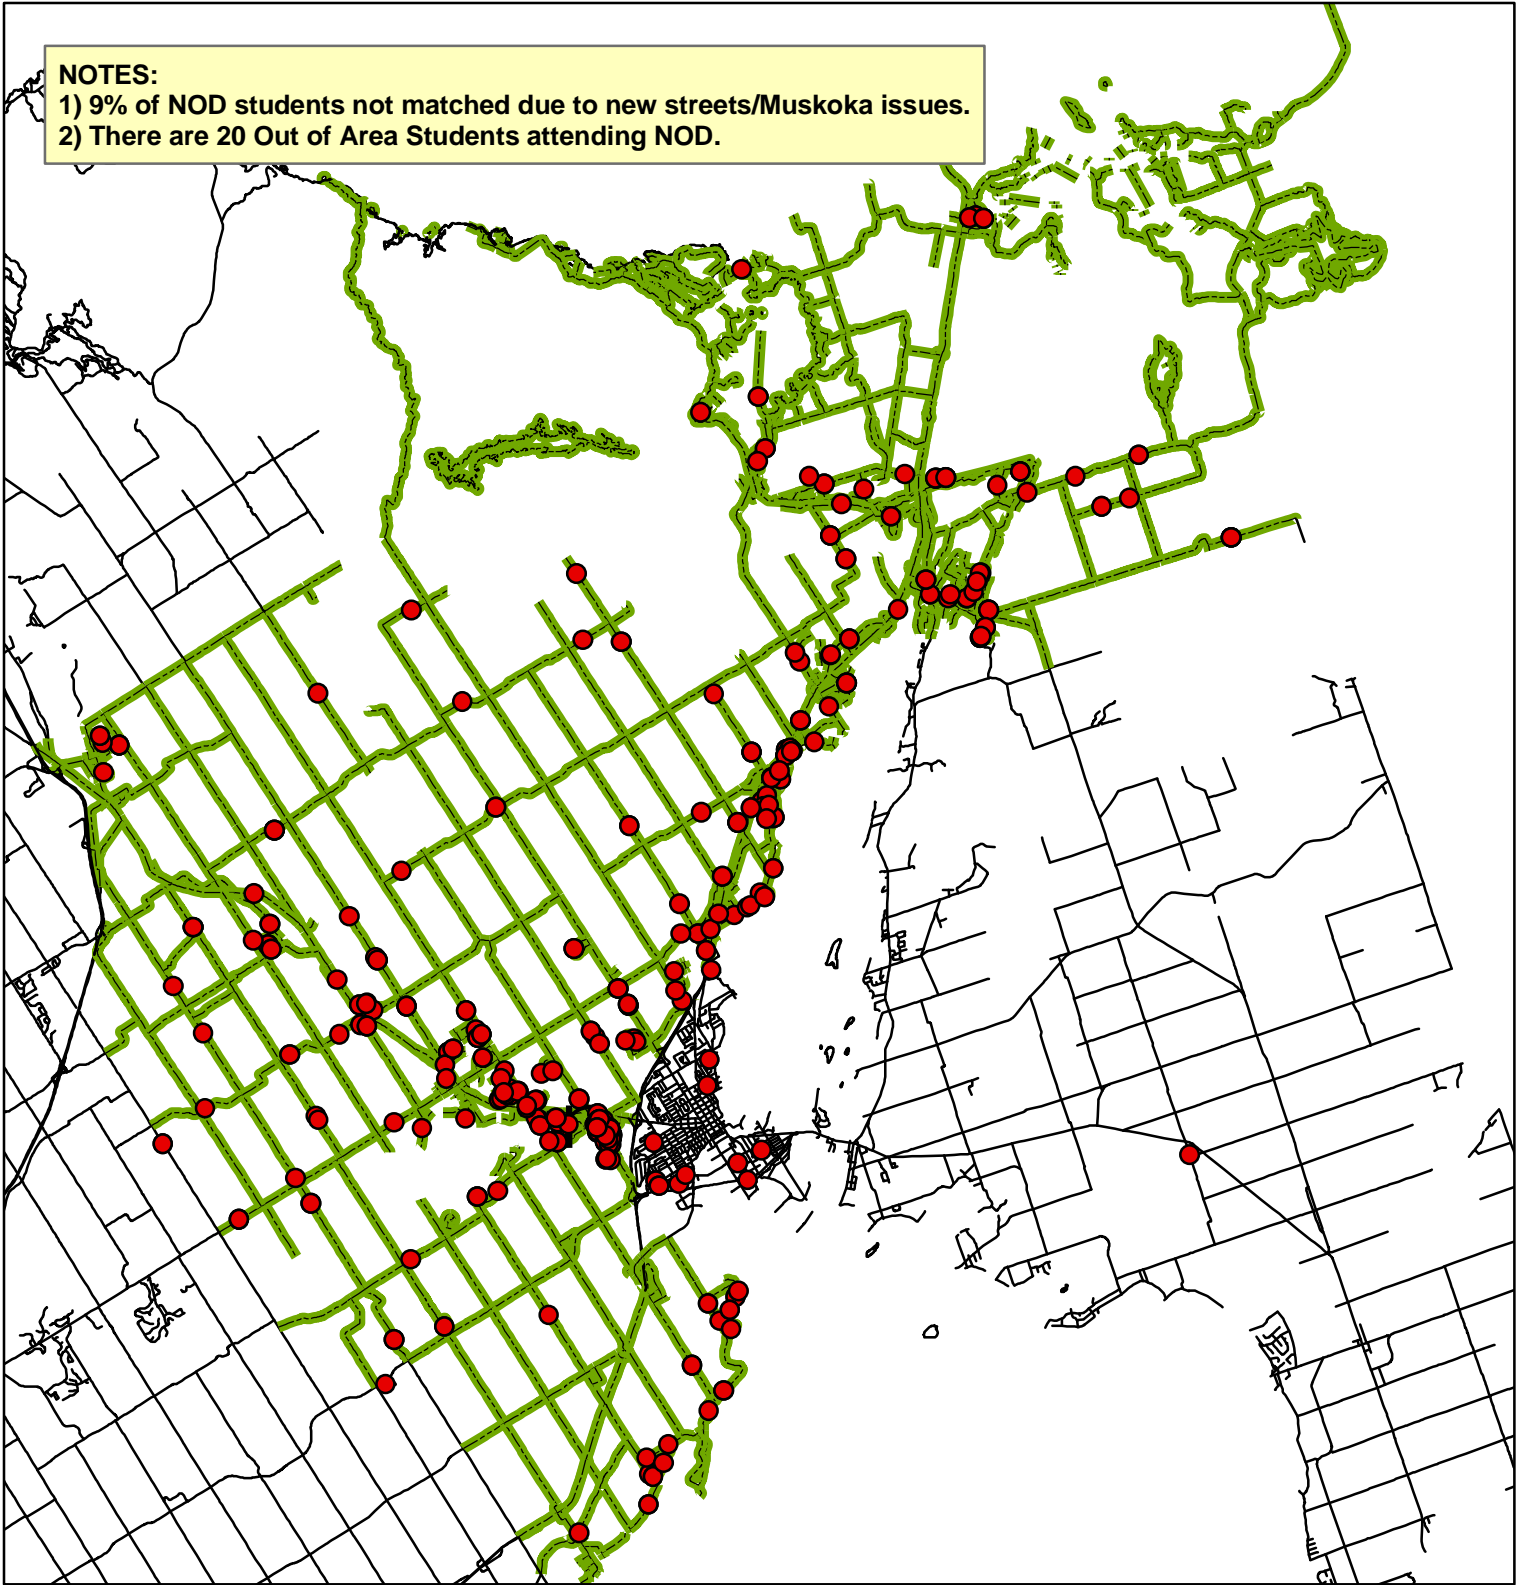 NOTES:
1) 9% of NOD students not matched due to new streets/Muskoka issues.
2) There are 20 Out of Area Students attending NOD.